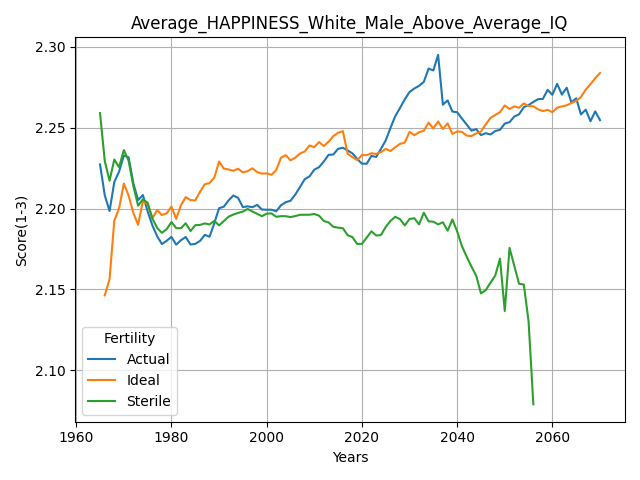 Average_HAPPINESS_White_Male_Above_Average_IQ
2.30
2.25
2.20
2.15
2.10
Score(1-3)
Fertility
Actual
Ideal
Sterile
1960 1980 2000 2020 2040 2060
Years